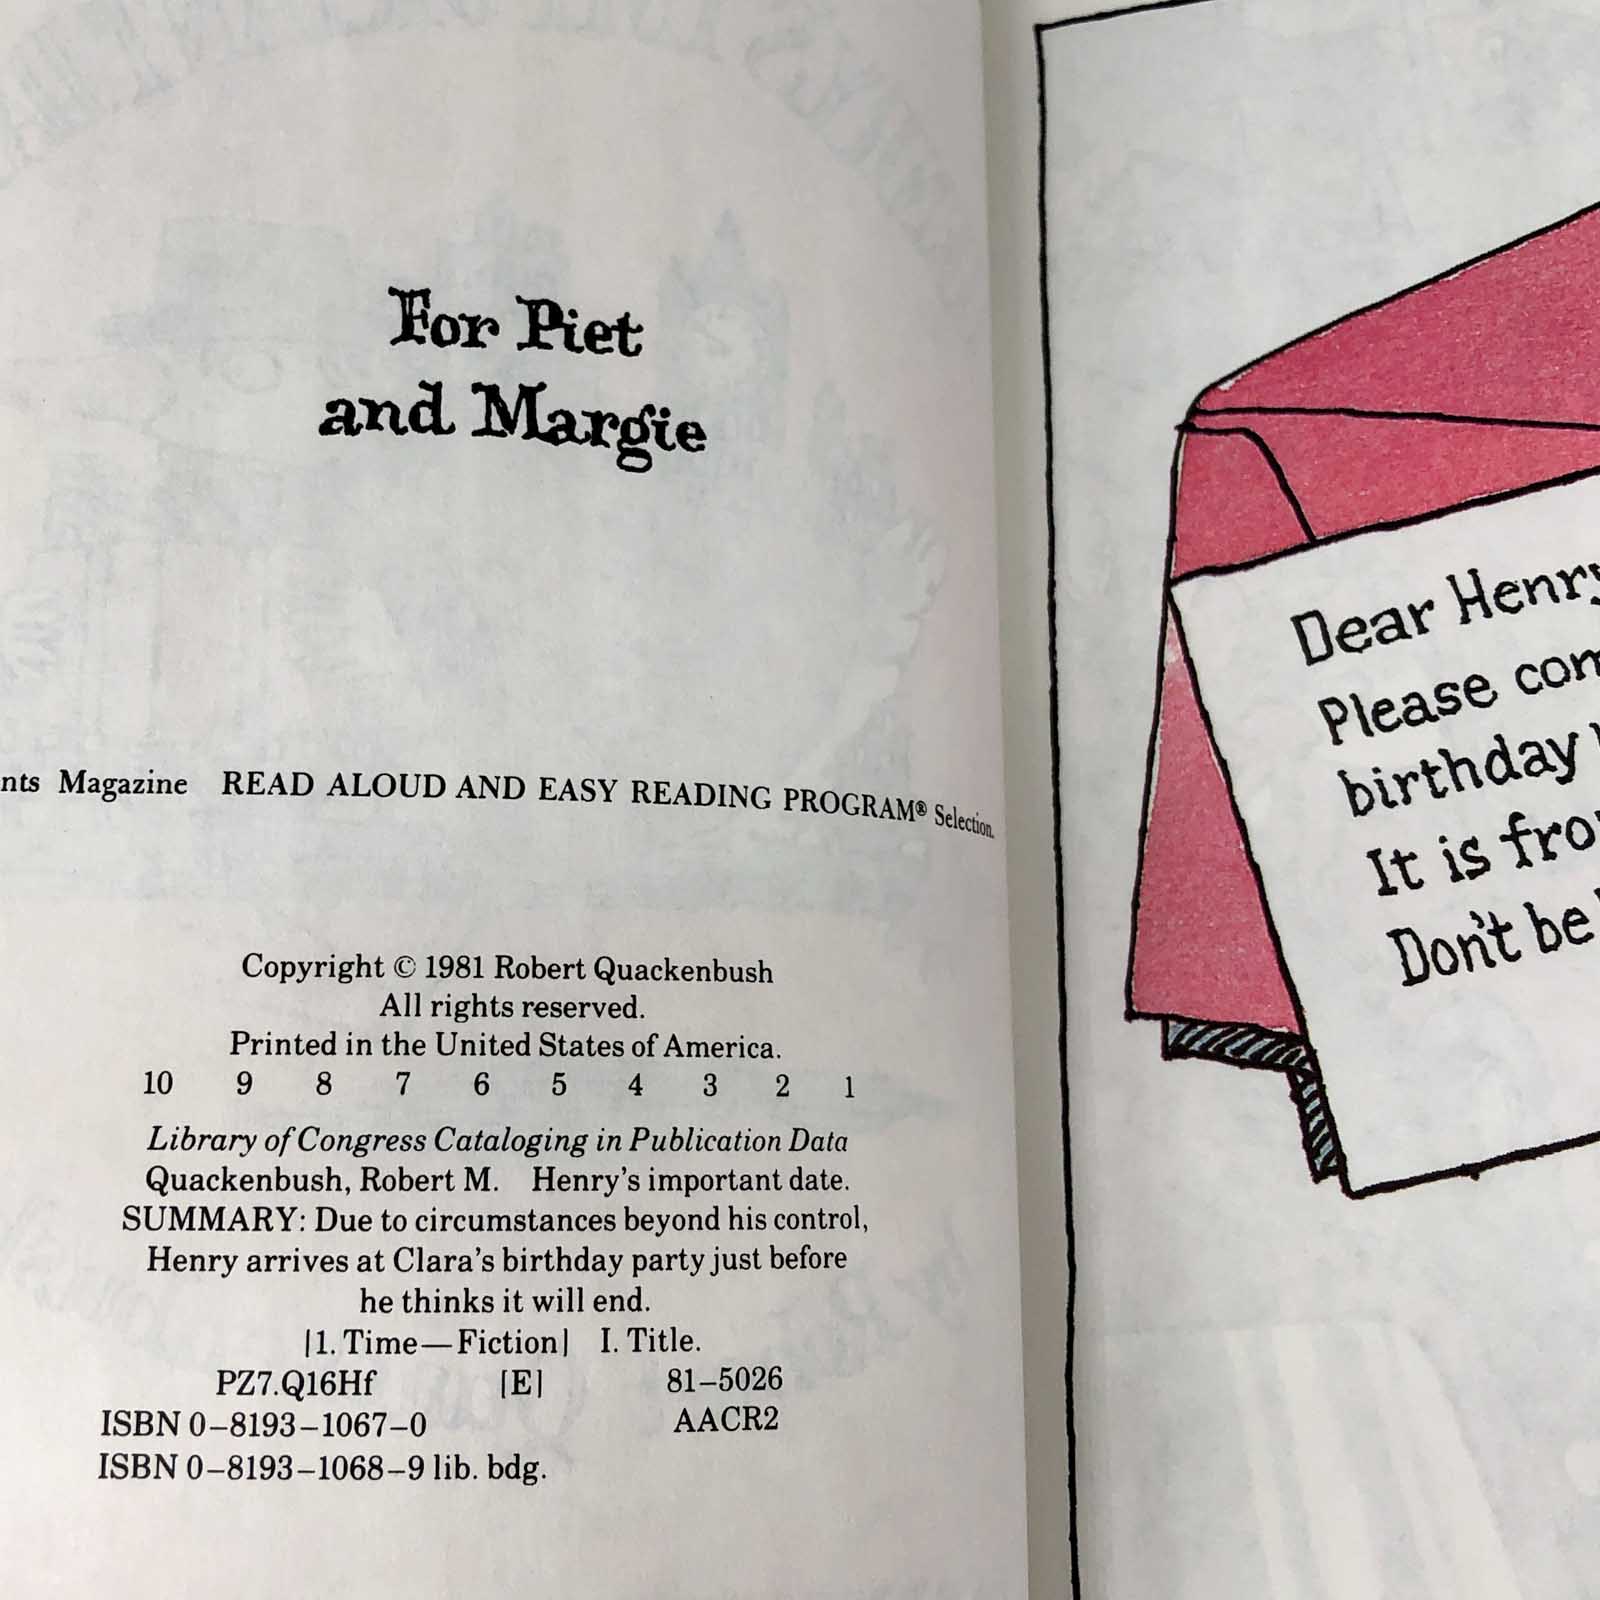 For Piet
and Margie
nts Magazine READ ALOUD AND EASY READING PROGRAM® Selection.
Copyright © 1981 Robert Quackenbush
All rights reserved.
Printed in the United States of America.
10 9 8 7 6 5 4 3 2 1
Library of Congress Cataloging in Publication Data
Quackenbush, Robert M. Henry's important date.
SUMMARY: Due to circumstances beyond his control,
Henry arrives at Clara's birthday party just before
he thinks it will end.
[1. Time—Fiction] I. Title.
PZ7.Q16Hf [E] 81-5026
ISBN 0-8193-1067-0 AACR2
ISBN 0-8193-1068-9 lib. bdg.
Dear Henry
Please com
birthday
It is fro
Don't be